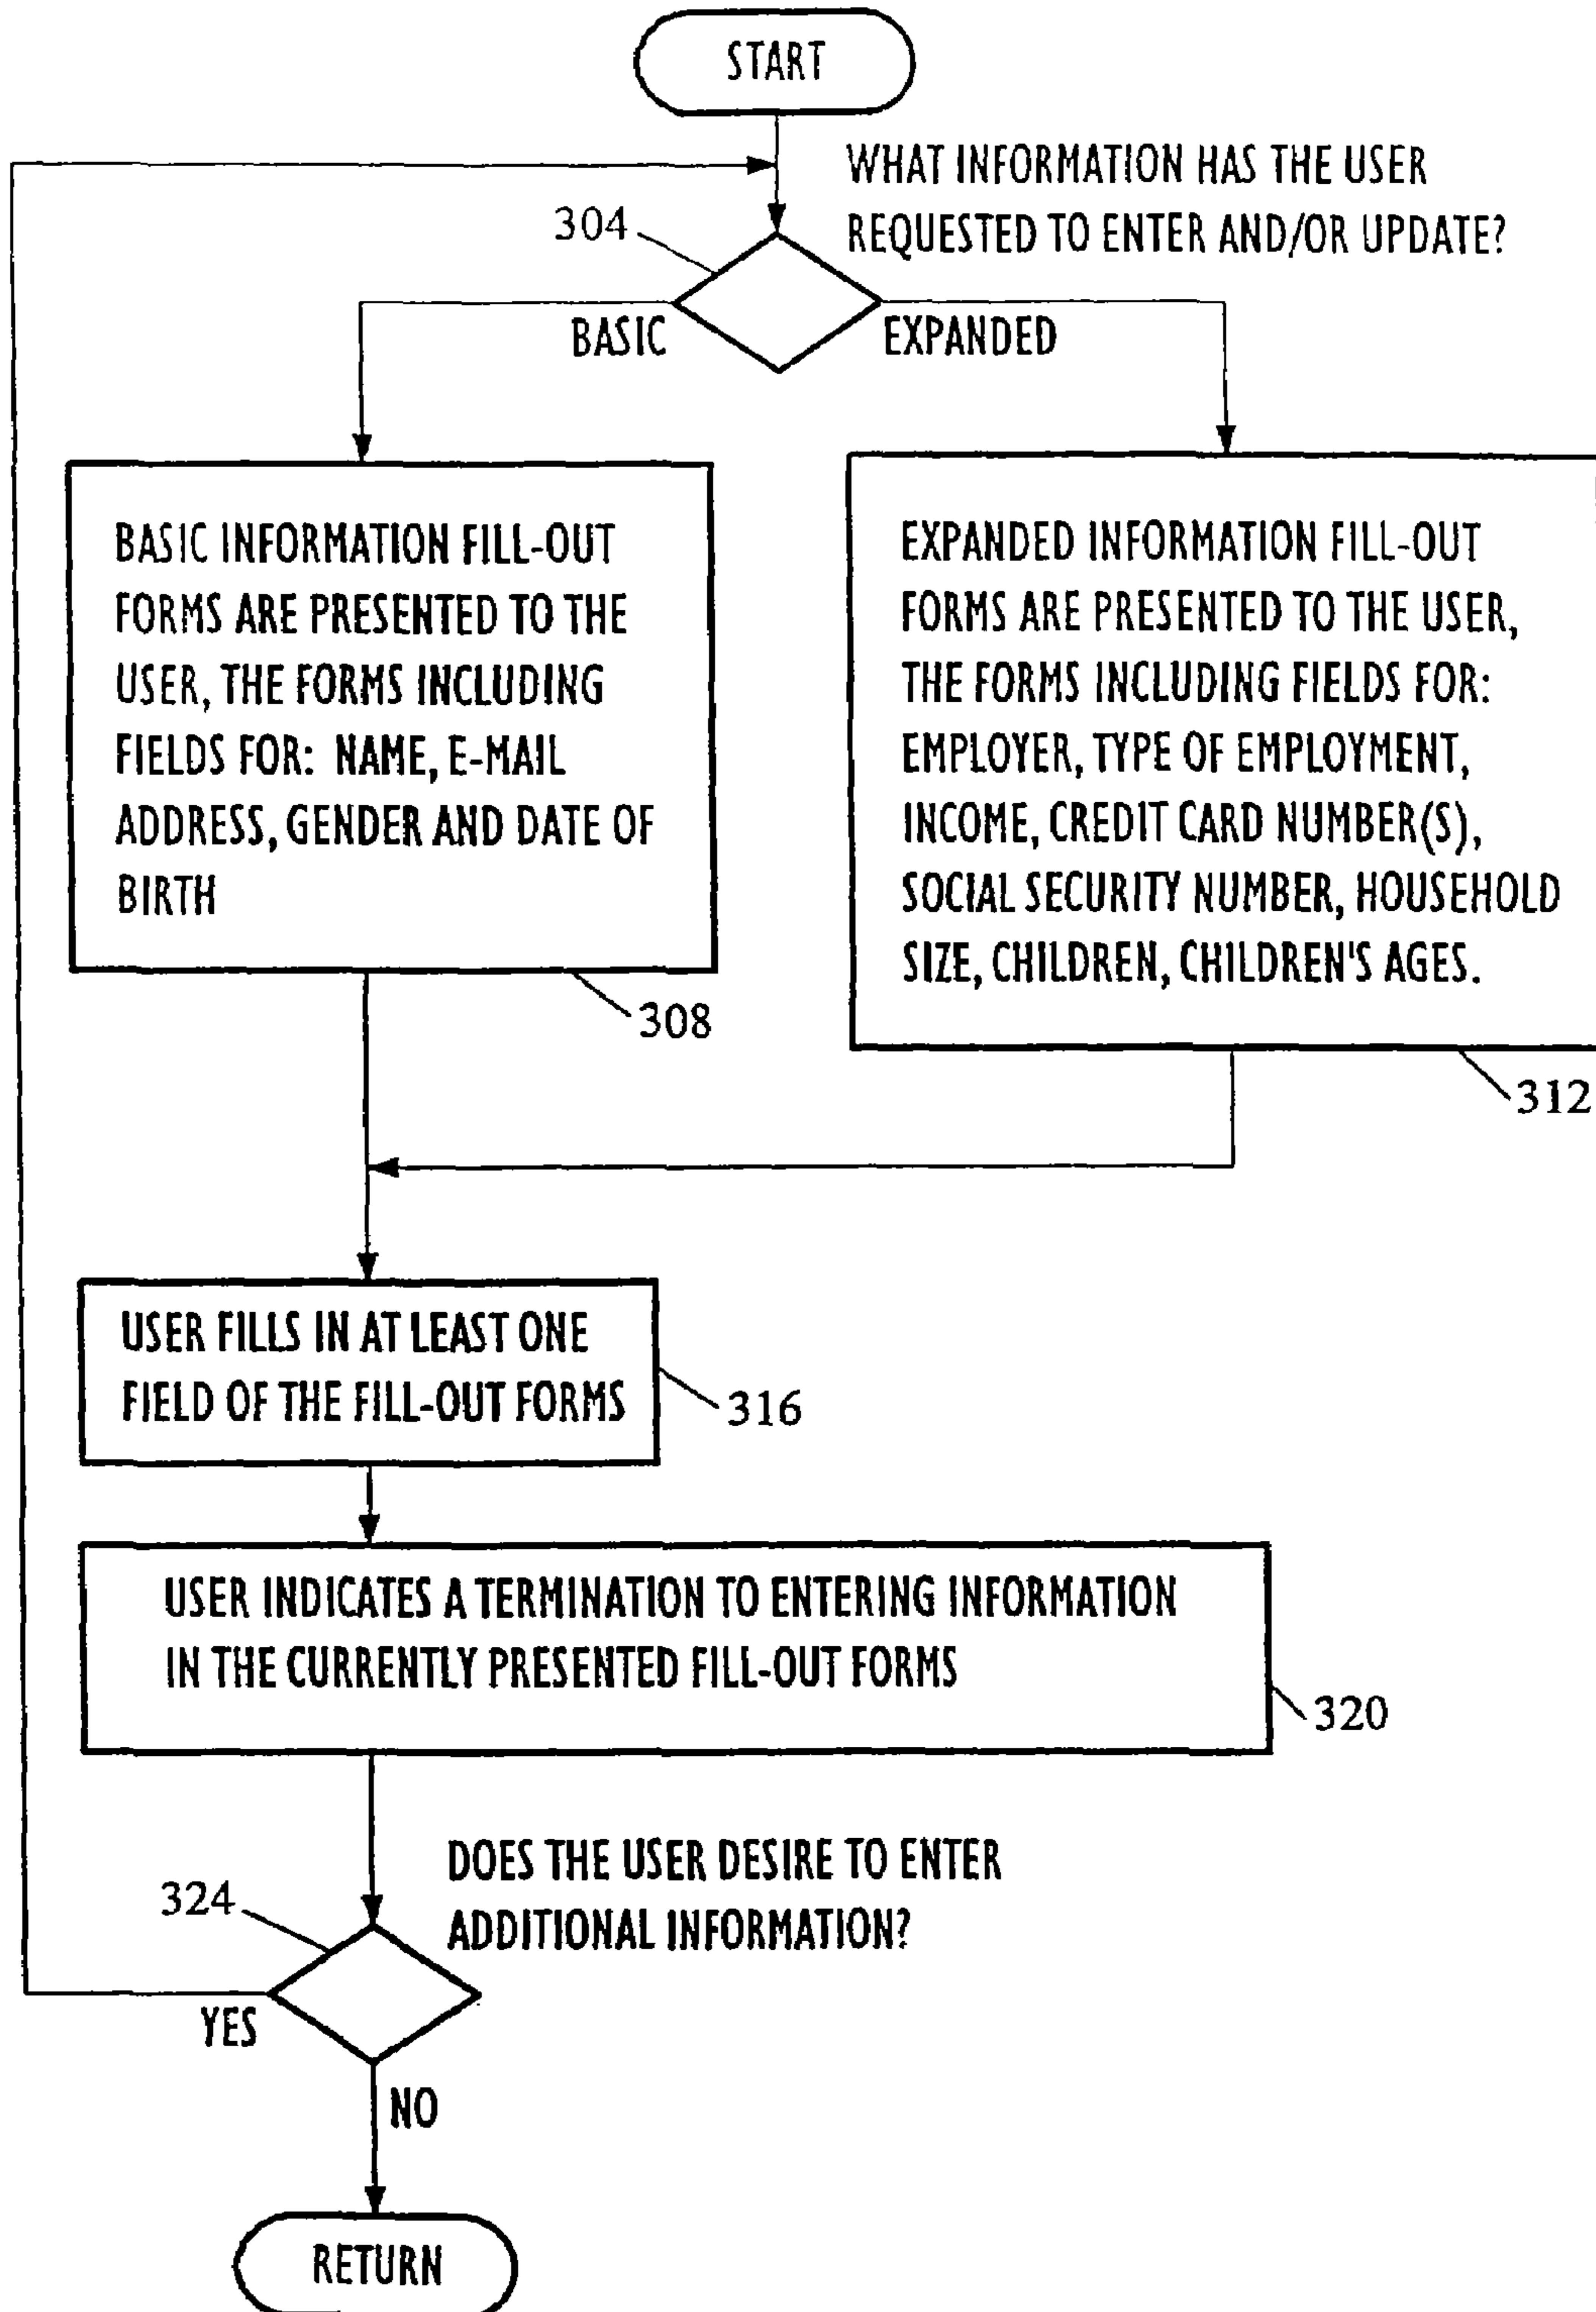 START
WHAT INFORMATION HAS THE USER
REQUESTED TO ENTER AND/OR UPDATE?
304
BASIC
EXPANDED
BASIC INFORMATION FILL-OUT
FORMS ARE PRESENTED TO THE
USER, THE FORMS INCLUDING
FIELDS FOR: NAME, E-MAIL
ADDRESS, GENDER AND DATE OF
BIRTH
308
EXPANDED INFORMATION FILL-OUT
FORMS ARE PRESENTED TO THE USER,
THE FORMS INCLUDING FIELDS FOR:
EMPLOYER, TYPE OF EMPLOYMENT,
INCOME, CREDIT CARD NUMBER(S),
SOCIAL SECURITY NUMBER, HOUSEHOLD
SIZE, CHILDREN, CHILDREN'S AGES.
312
USER FILLS IN AT LEAST ONE
FIELD OF THE FILL-OUT FORMS
316
USER INDICATES A TERMINATION TO ENTERING INFORMATION
IN THE CURRENTLY PRESENTED FILL-OUT FORMS
320
DOES THE USER DESIRE TO ENTER
ADDITIONAL INFORMATION?
324
YES
NO
RETURN